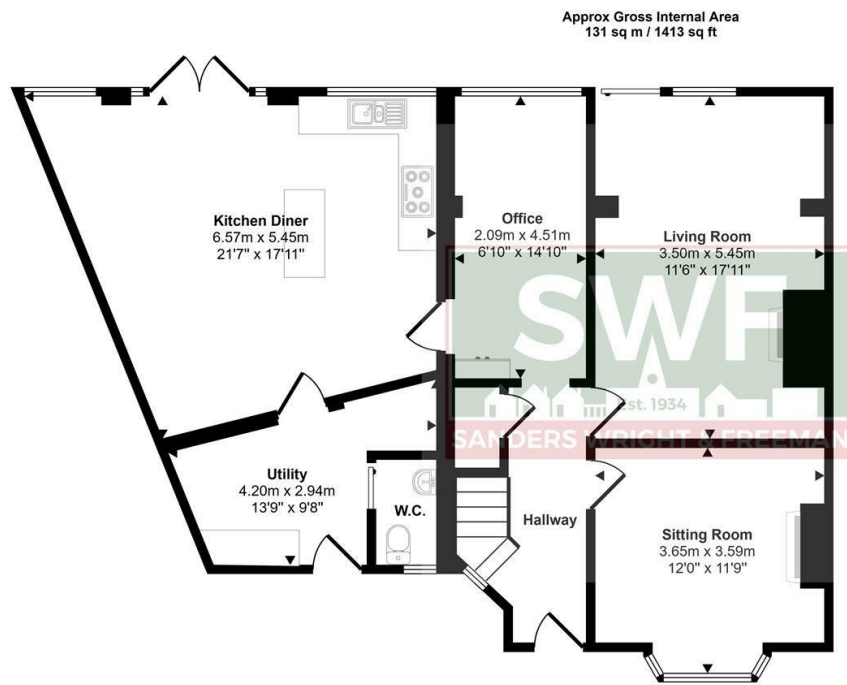 Approx Gross Internal Area
131 sq m / 1413 sq ft
Kitchen Diner
6.57m x 5.45m
21'7" x 17'11"
Office
2.09m x 4.51m
6'10" x 14'10"
Living Room
3.50m x 5.45m
11'6" x 17'11"
SWF
Est. 1934
SANDERS WRIGHT & FREEMAN
Utility
4.20m x 2.94m
13'9" x 9'8"
W.C.
Hallway
Sitting Room
3.65m x 3.59m
12'0" x 11'9"